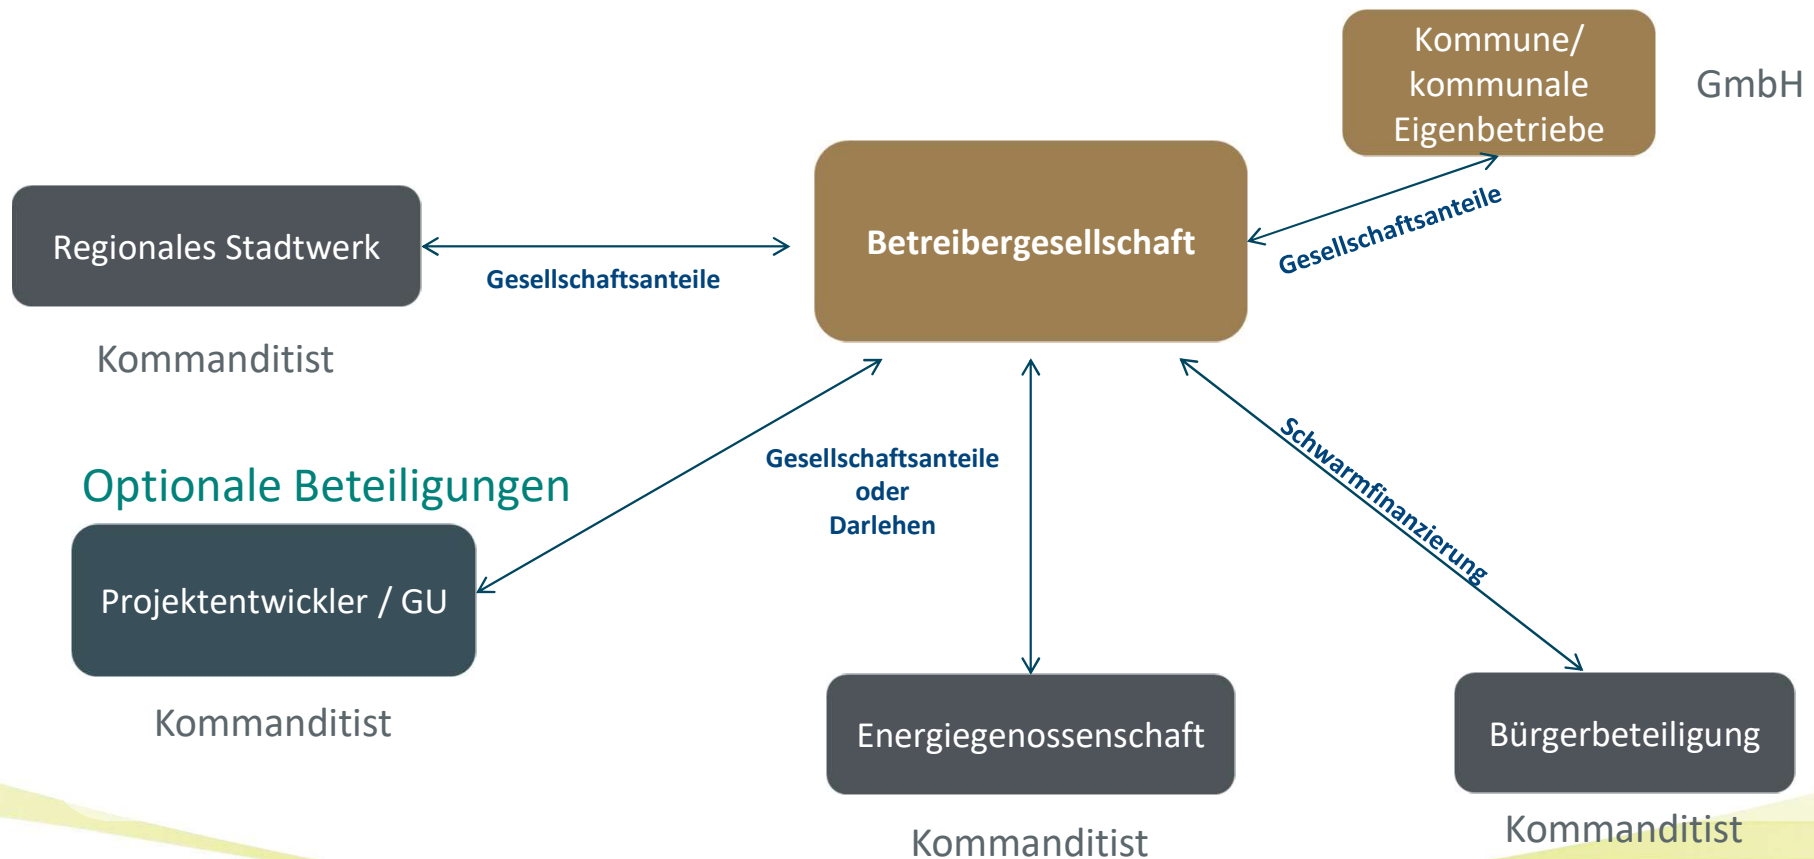 Kommune/
kommunale
Eigenbetriebe
GmbH
Betreibergesellschaft
Regionales Stadtwerk
Gesellschaftsanteile
Gesellschaftsanteile
Kommanditist
Optionale Beteiligungen
Gesellschaftsanteile
oder
Darlehen
Schwarmfinanzierung
Projektentwickler / GU
Kommanditist
Energiegenossenschaft
Bürgerbeteiligung
Kommanditist
Kommanditist